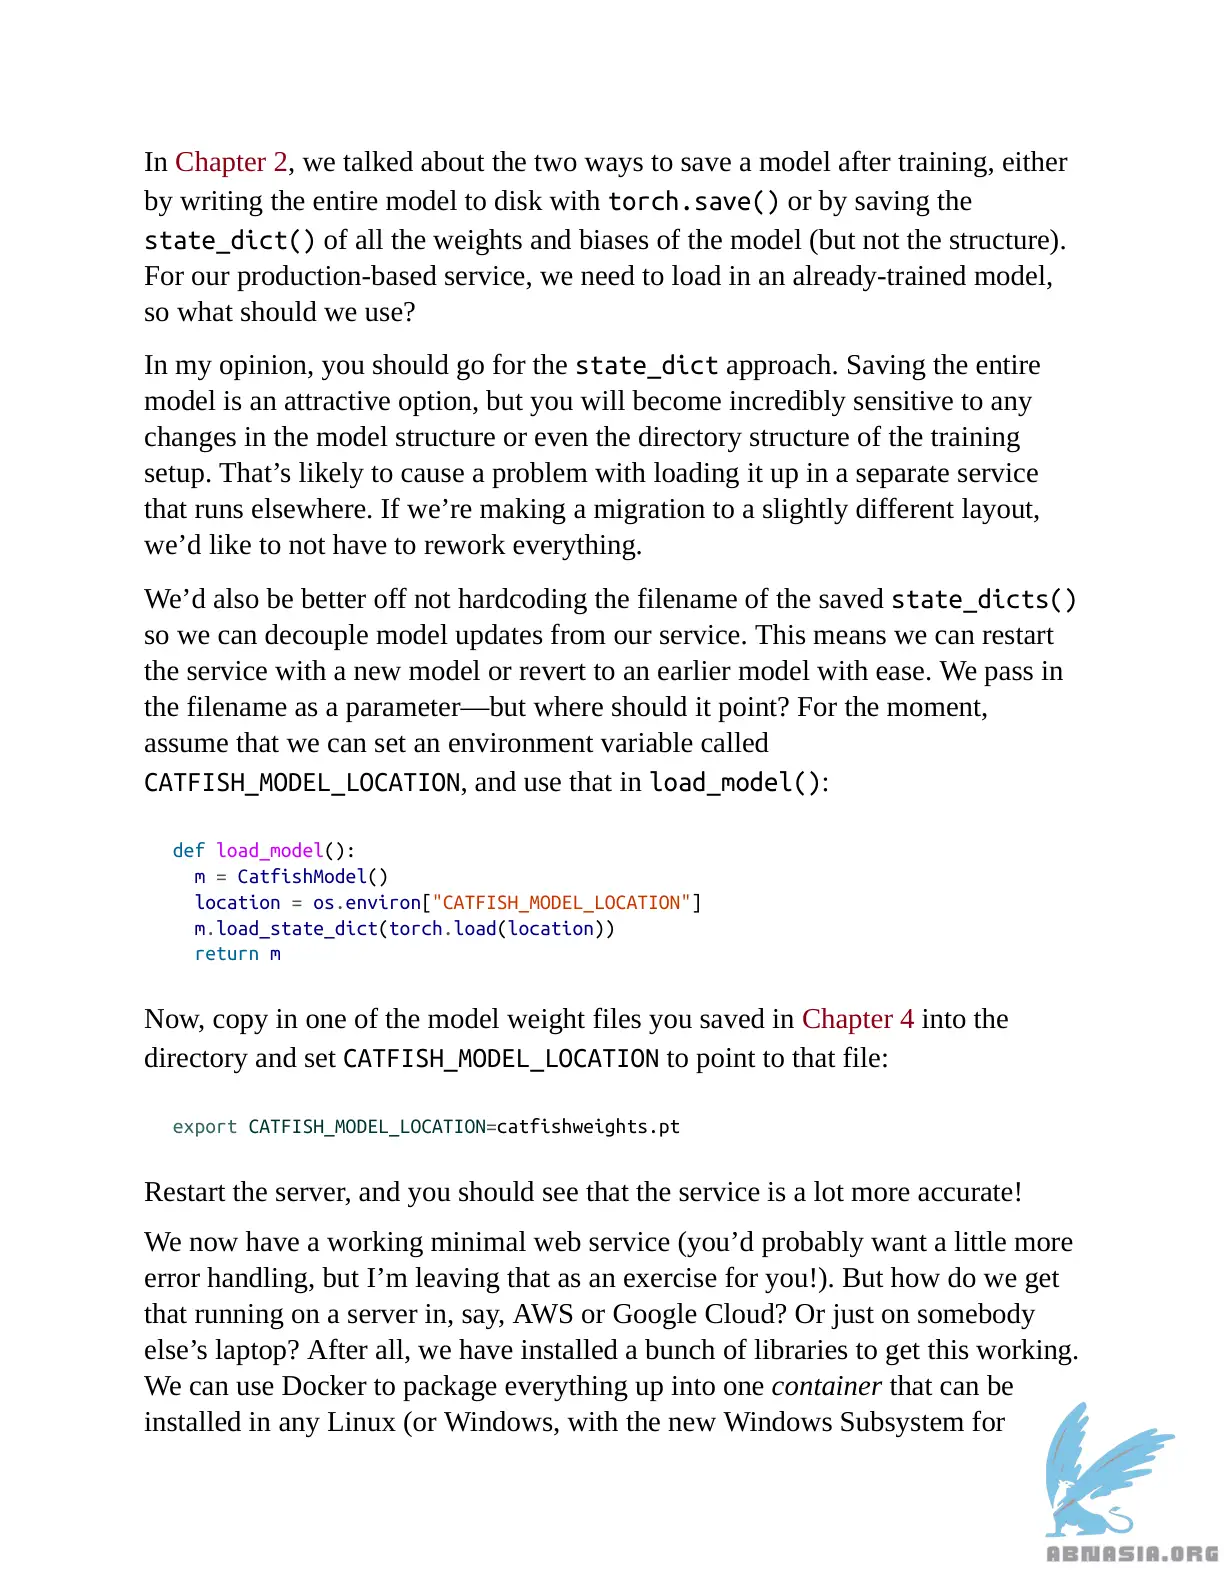 In Chapter 2, we talked about the two ways to save a model after training, either
by writing the entire model to disk with torch.save() or by saving the
state_dict() of all the weights and biases of the model (but not the structure).
For our production-based service, we need to load in an already-trained model,
so what should we use?
In my opinion, you should go for the state_dict approach. Saving the entire
model is an attractive option, but you will become incredibly sensitive to any
changes in the model structure or even the directory structure of the training
setup. That’s likely to cause a problem with loading it up in a separate service
that runs elsewhere. If we’re making a migration to a slightly different layout,
we’d like to not have to rework everything.
We’d also be better off not hardcoding the filename of the saved state_dicts()
so we can decouple model updates from our service. This means we can restart
the service with a new model or revert to an earlier model with ease. We pass in
the filename as a parameter—but where should it point? For the moment,
assume that we can set an environment variable called
CATFISH_MODEL_LOCATION, and use that in load_model():
def load_model():
  m = CatfishModel()
  location = os.environ["CATFISH_MODEL_LOCATION"]
  m.load_state_dict(torch.load(location))
  return m
Now, copy in one of the model weight files you saved in Chapter 4 into the
directory and set CATFISH_MODEL_LOCATION to point to that file:
export CATFISH_MODEL_LOCATION=catfishweights.pt
Restart the server, and you should see that the service is a lot more accurate!
We now have a working minimal web service (you’d probably want a little more
error handling, but I’m leaving that as an exercise for you!). But how do we get
that running on a server in, say, AWS or Google Cloud? Or just on somebody
else’s laptop? After all, we have installed a bunch of libraries to get this working.
We can use Docker to package everything up into one container that can be
installed in any Linux (or Windows, with the new Windows Subsystem for
ABNASIA.ORG